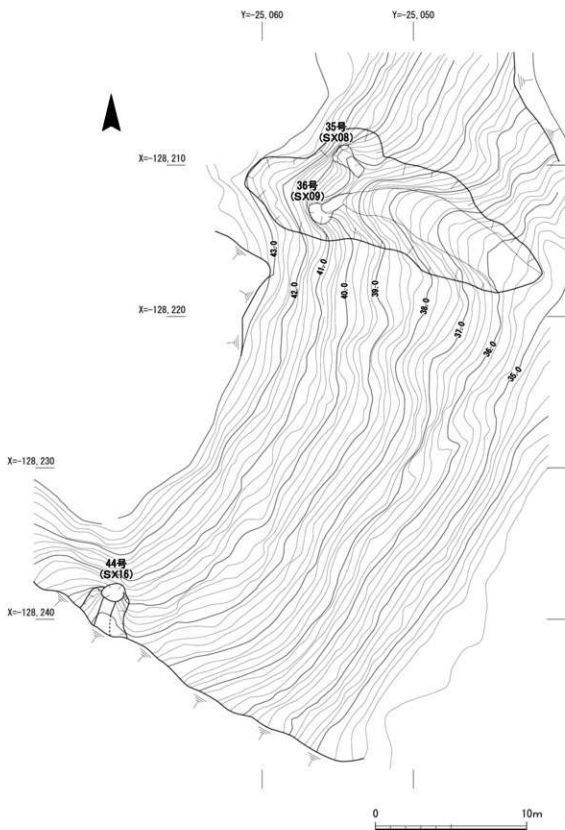 Y=-25,060
Y=-25,050
35号
(SX08)
X=-128,210
36号
(SX09)
43.0
42.0
41.0
40.0
39.0
38.0
37.0
36.0
35.0
X=-128,220
X=-128,230
44号
(SX16)
X=-128,240
0
10m